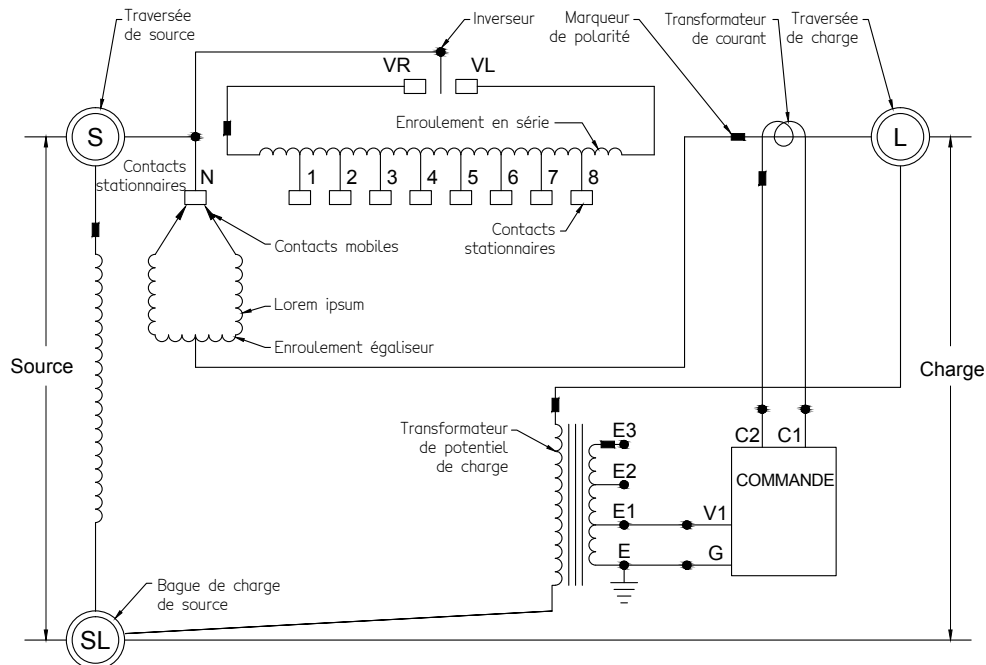 Traversée
de source
Inverseur
Marqueur
de polarité
Transformateur
de courant
Traversée
de charge
VR
VL
S
Enroulement en série
L
Contacts
stationnaires
N
1
2
3
4
5
6
7
8
Contacts mobiles
Contacts
stationnaires
Lorem ipsum
Enroulement égaliseur
Source
Charge
Transformateur
de potentiel
de charge
E3
E2
E1
E
C2
C1
COMMANDE
V1
G
Bague de charge
de source
SL